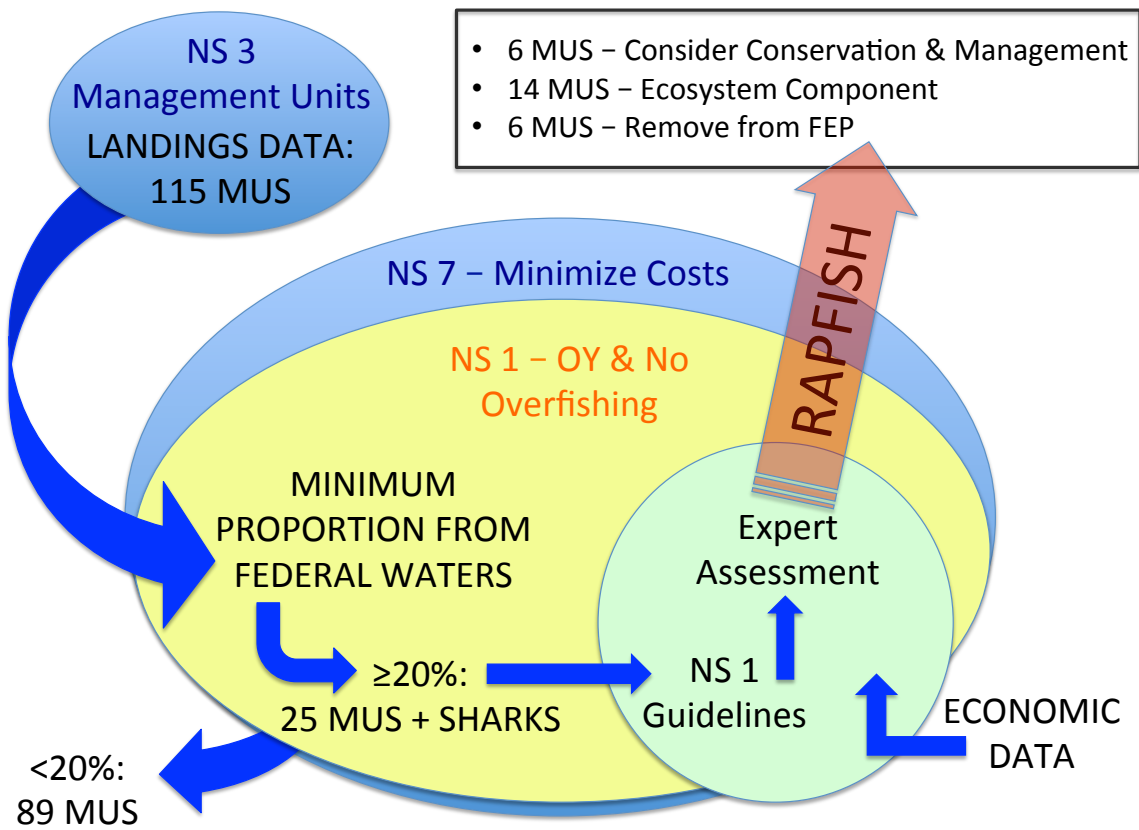 NS 3
Management Units
LANDINGS DATA:
115 MUS
• 6 MUS – Consider Conservation & Management
• 14 MUS – Ecosystem Component
• 6 MUS – Remove from FEP
RAPFISH
NS 7 – Minimize Costs
NS 1 – OY & No
Overfishing
MINIMUM
PROPORTION FROM
FEDERAL WATERS
≥20%:
25 MUS + SHARKS
Expert
Assessment
NS 1
Guidelines
ECONOMIC
DATA
<20%:
89 MUS